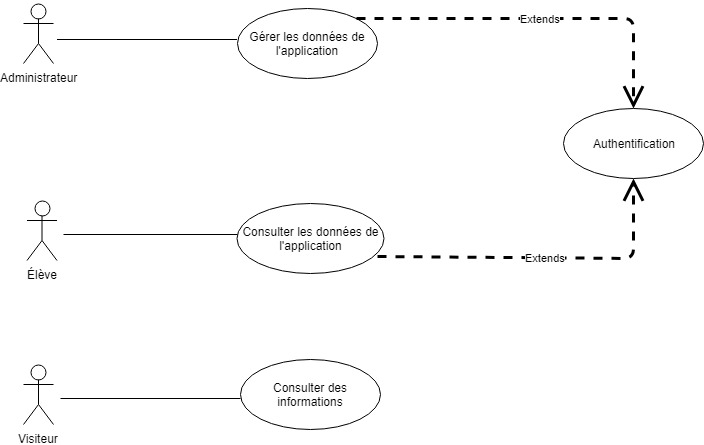 Gérer les données de
l'application
Extends
Administrateur
Authentification
Consulter les données de
l'application
Extends
Élève
Consulter des
informations
Visiteur